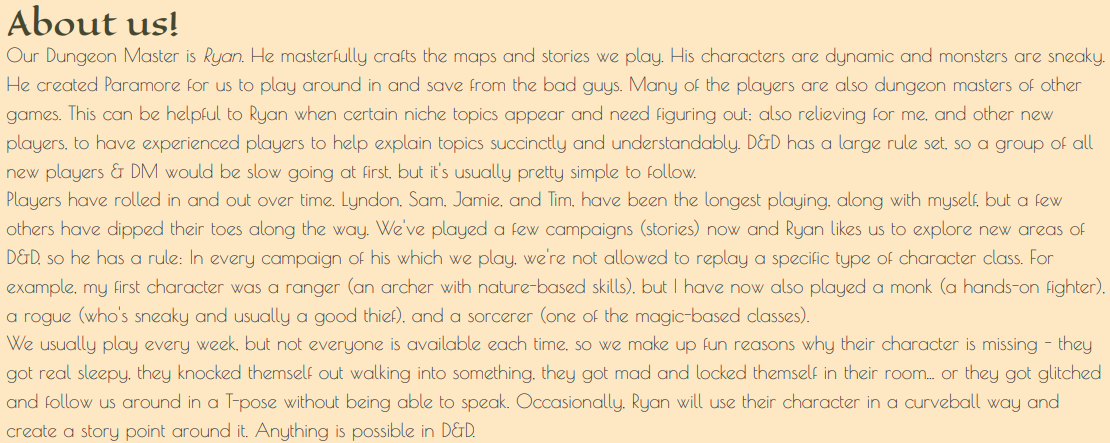 About us!
Our Dungeon Master is Ryan. He masterfully crafts the maps and stories we play. His characters are dynamic and monsters are sneaky.
He created Paramore for us to play around in and save from the bad guys. Many of the players are also dungeon masters of other
games. This can be helpful to Ryan when certain niche topics appear and need figuring out; also relieving for me, and other new
players, to have experienced players to help explain topics succinctly and understandably. D&D has a large rule set, so a group of all
new players & DM would be slow going at first, but it's usually pretty simple to follow.
Players have rolled in and out over time. Lyndon, Sam, Jamie, and Tim, have been the longest playing, along with myself, but a few
others have dipped their toes along the way. We've played a few campaigns (stories) now and Ryan likes us to explore new areas of
D&D, so he has a rule: In every campaign of his which we play, we're not allowed to replay a specific type of character class. For
example, my first character was a ranger (an archer with nature-based skills), but I have now also played a monk (a hands-on fighter),
a rogue (who's sneaky and usually a good thief), and a sorcerer (one of the magic-based classes).
We usually play every week, but not everyone is available each time, so we make up fun reasons why their character is missing - they
got real sleepy, they knocked themself out walking into something, they got mad and locked themself in their room... or they got glitched
and follow us around in a T-pose without being able to speak. Occasionally, Ryan will use their character in a curveball way and
create a story point around it. Anything is possible in D&D.